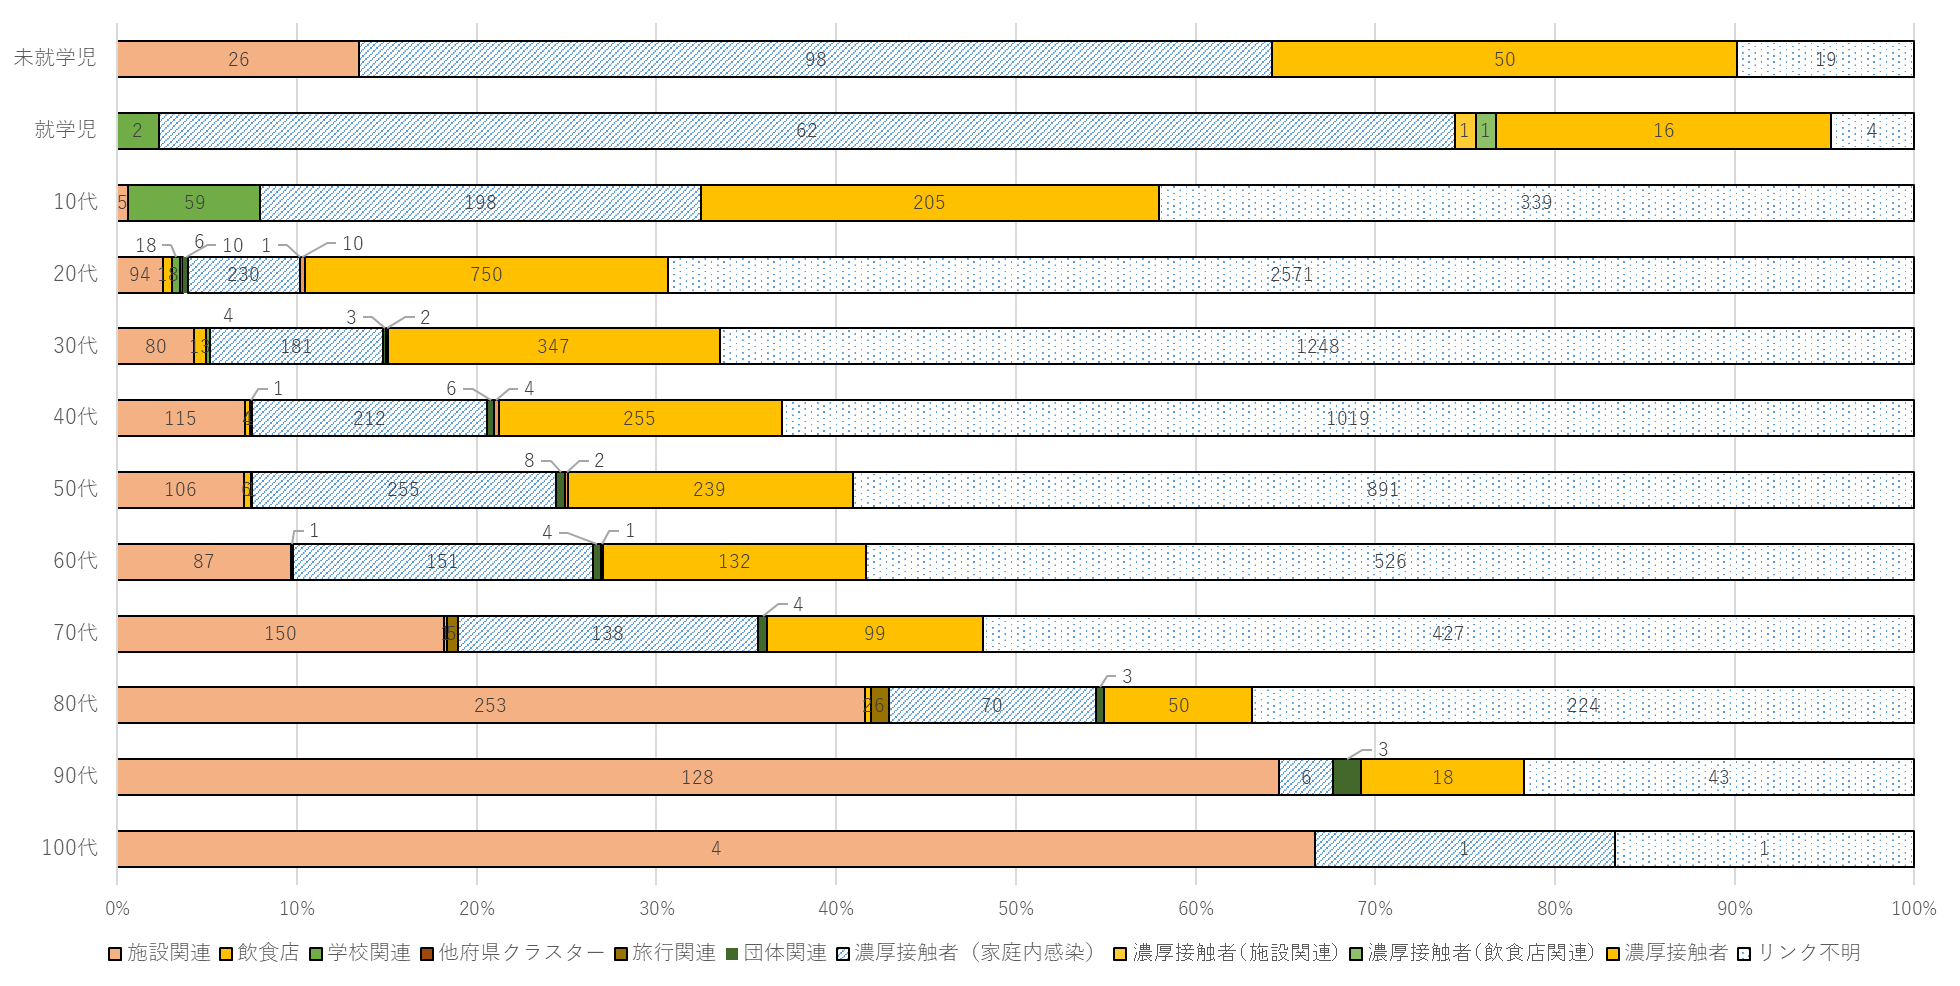 未就学児 26 98 50 19
就学児 2 62 1 1 16 4
10代 5 59 198 205 339
18 6 10 1 10
20代 94 18 230 750 2571
4 3 2
30代 80 13 181 347 1248
1 6 4
40代 115 4 212 255 1019
8 2
50代 106 6 255 239 891
1 4 1
60代 87 151 132 526
4
70代 150 5 138 99 427
3
80代 253 2 6 70 50 224
3
90代 128 6 18 43
100代 4 1 1
0% 10% 20% 30% 40% 50% 60% 70% 80% 90% 100%
施設関連 飲食店 学校関連 他府県クラスター 旅行関連 団体関連 濃厚接触者（家庭内感染） 濃厚接触者(施設関連) 濃厚接触者(飲食店関連) 濃厚接触者 リンク不明